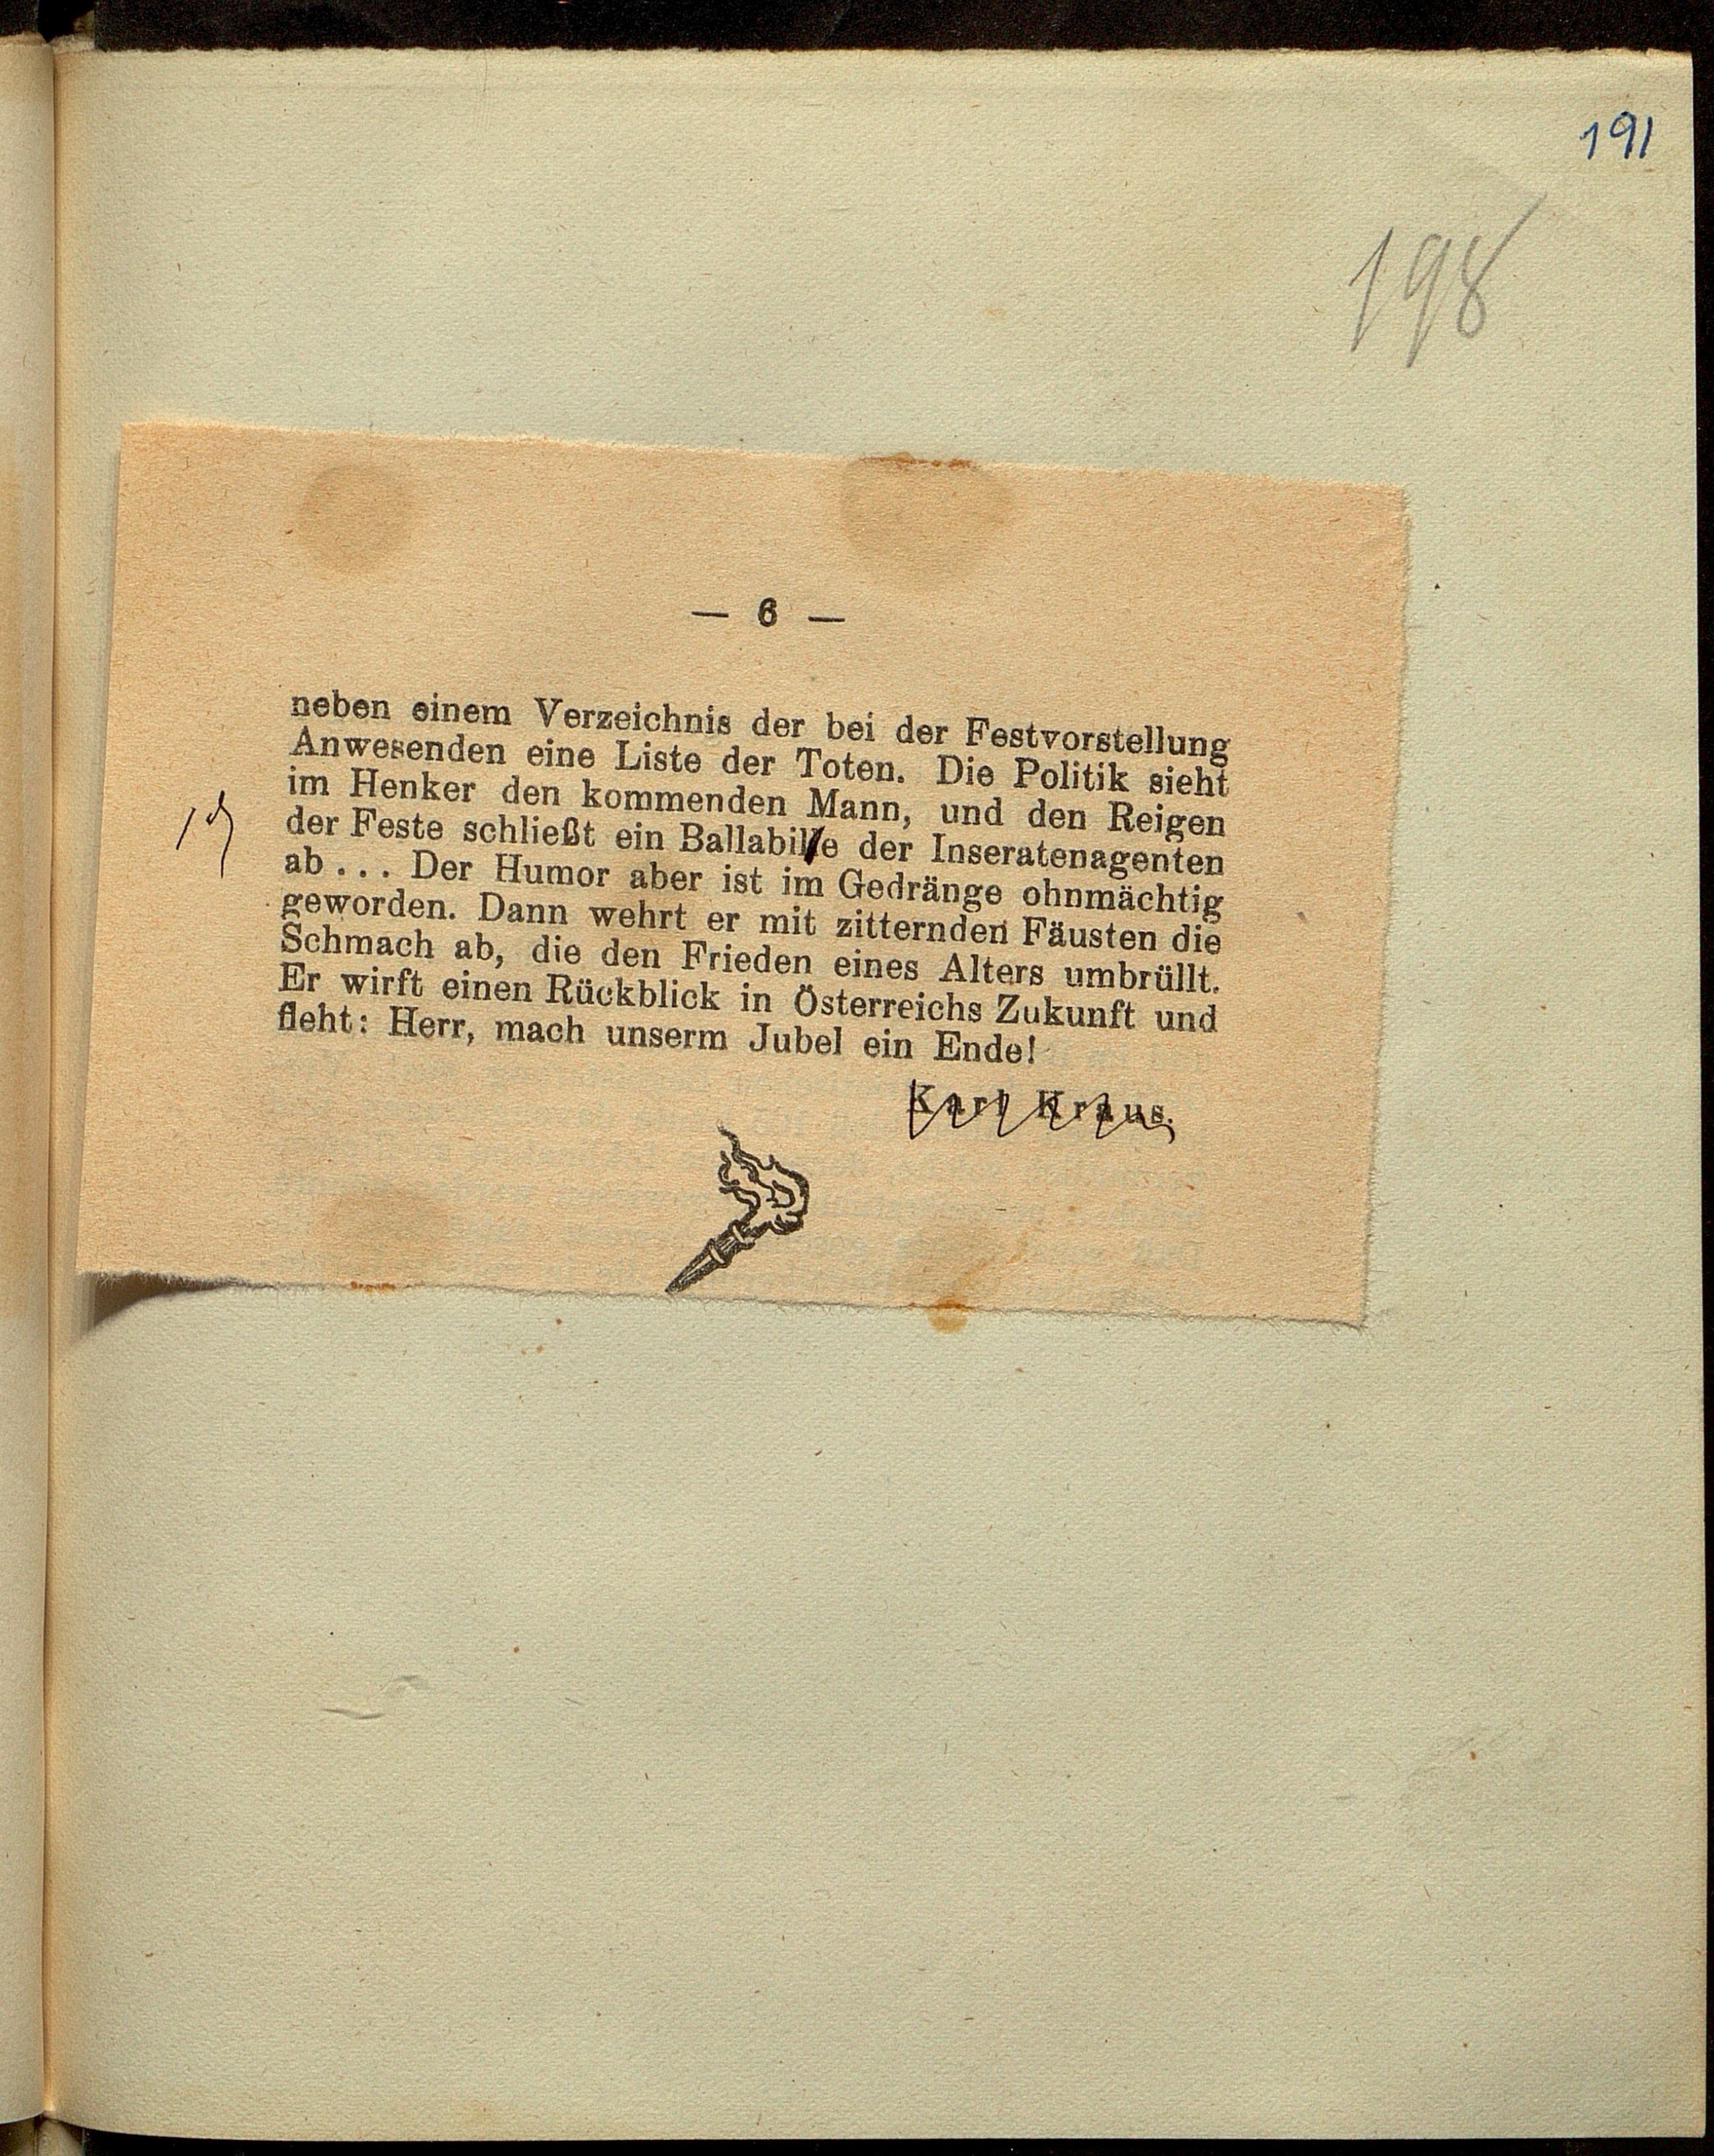 191
198
— 6 —
neben einem Verzeichnis der bei der Festvorstellung
Anwesenden eine Liste der Toten. Die Politik sieht
im Henker den kommenden Mann, und den Reigen
der Feste schließt ein Ballabille der Inseratenagenten
ab... Der Humor aber ist im Gedränge ohnmächtig
geworden. Dann wehrt er mit zitternden Fäusten die
Schmach ab, die den Frieden eines Alters umbrüllt.
Er wirft einen Rückblick in Österreichs Zukunft und
fleht: Herr, mach unserm Jubel ein Ende!
Karl Kraus.